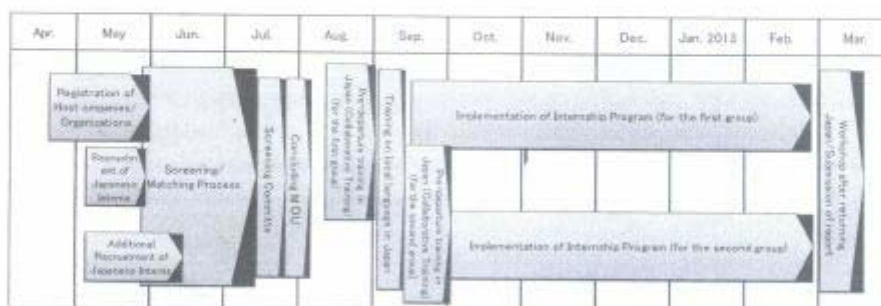 Apr. May Jun. Jul. Aug. Sep. Oct. Nov. Dec. Jan. 2013 Feb. Mar.
Registration of
Host companies/
Organizations
Recruitm
ent of
Japanese
Interns
Additional
Recruitment of
Japanese Interns
Screening/
Matching Process
Screening Committe
Concluding MOU
Pre-departure training in
Japan (Collaborative Training)
(for the first group)
Training on local language in Japan
Pre-departure training in
Japan (Collaborative Training)
(for the second group)
Implementation of Internship Program (for the first group)
Implementation of Internship Program (for the second group)
Workshop after returning
Japan/Submission of report